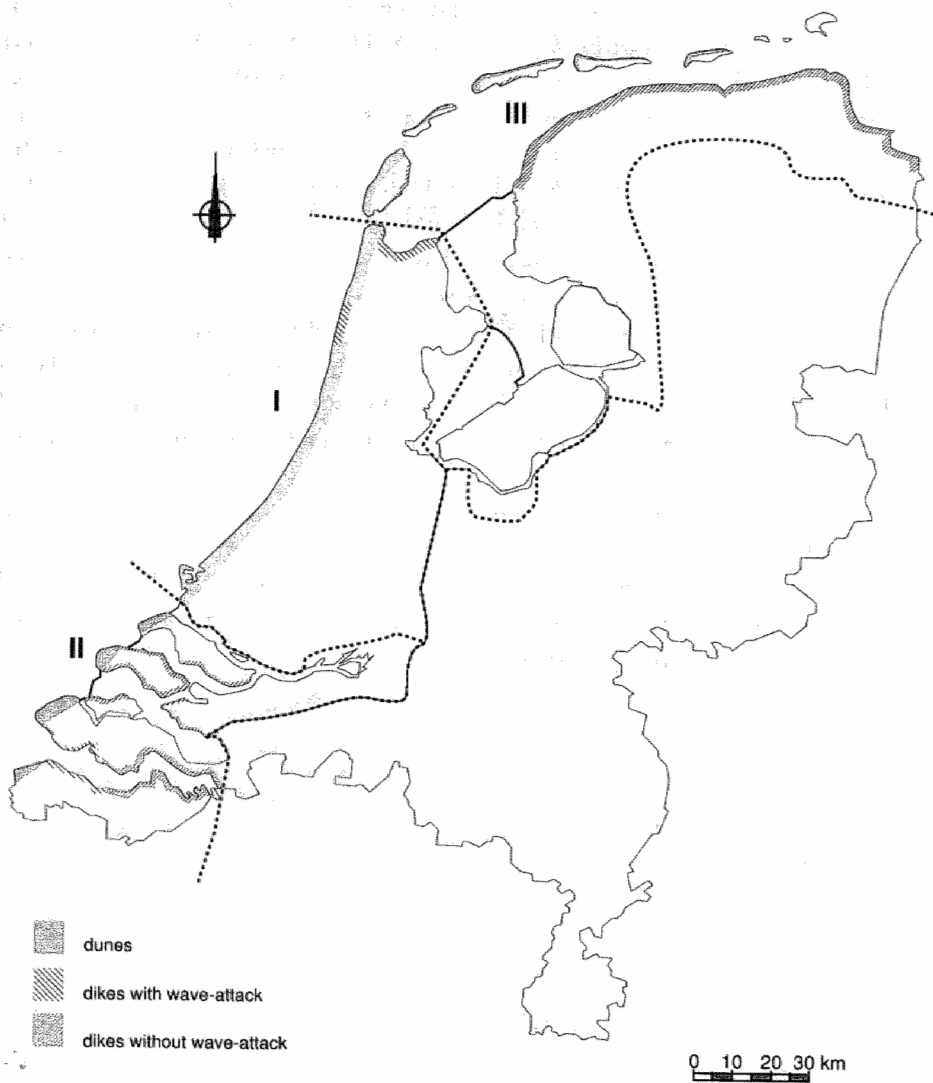 III
I
II
dunes
dikes with wave-attack
dikes without wave-attack
0 10 20 30 km